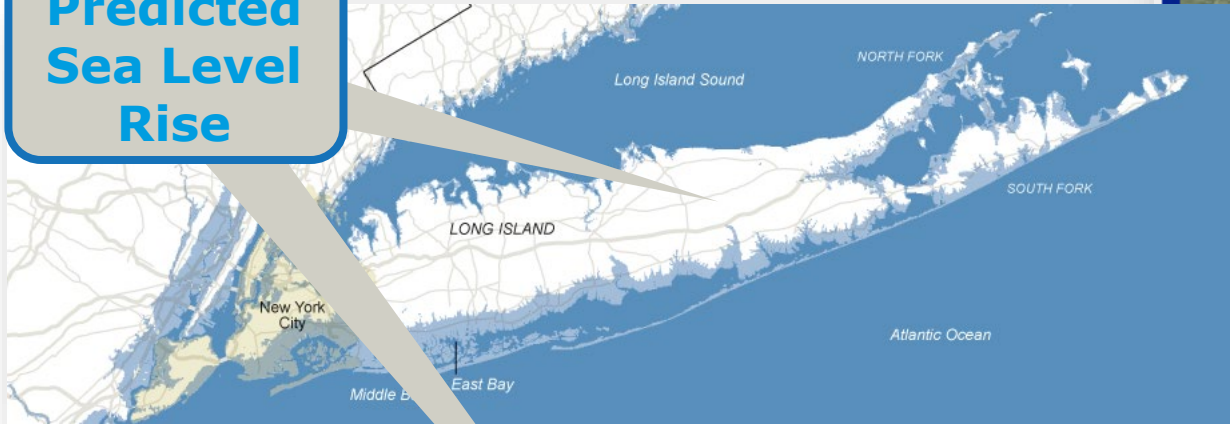 Predicted
Sea Level
Rise
NORTH FORK
Long Island Sound
SOUTH FORK
LONG ISLAND
New York
City
Atlantic Ocean
East Bay
Middle